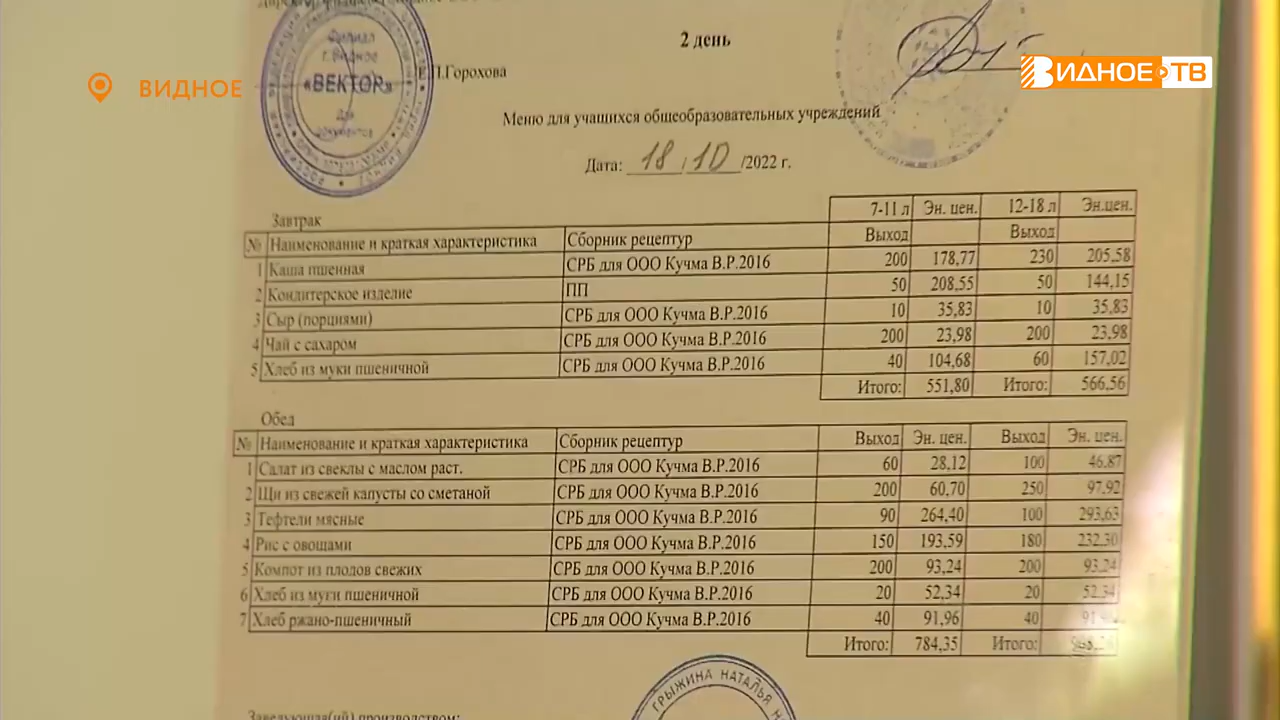 2 день
Филиал
г. Видное
«ВЕКТОР»
Для
документов
Е.П.Горохова
ВИДНОЕ
ВИДНОЕ ТВ
Меню для учащихся общеобразовательных учреждений
Дата: 18 / 10 /2022 г.
Завтрак 7-11 л Эн. цен. 12-18 л Эн.цен.
№ Наименование и краткая характеристика Сборник рецептур Выход Выход
1 Каша пшенная СРБ для ООО Кучма В.Р.2016 200 178,77 230 205,58
2 Кондитерское изделие ПП 50 208,55 50 144,15
3 Сыр (порциями) СРБ для ООО Кучма В.Р.2016 10 35,83 10 35,83
4 Чай с сахаром СРБ для ООО Кучма В.Р.2016 200 23,98 200 23,98
5 Хлеб из муки пшеничной СРБ для ООО Кучма В.Р.2016 40 104,68 60 157,02
Итого: 551,80 Итого: 566,56
Обед
№ Наименование и краткая характеристика Сборник рецептур Выход Эн. цен. Выход Эн. цен.
1 Салат из свеклы с маслом раст. СРБ для ООО Кучма В.Р.2016 60 28,12 100 46,87
2 Щи из свежей капусты со сметаной СРБ для ООО Кучма В.Р.2016 200 60,70 250 97,92
3 Тефтели мясные СРБ для ООО Кучма В.Р.2016 90 264,40 100 293,63
4 Рис с овощами СРБ для ООО Кучма В.Р.2016 150 193,59 180 232,30
5 Компот из плодов свежих СРБ для ООО Кучма В.Р.2016 200 93,24 200 93,24
6 Хлеб из муги пшеничной СРБ для ООО Кучма В.Р.2016 20 52,34 20 52,34
7 Хлеб ржано-пшеничный СРБ для ООО Кучма В.Р.2016 40 91,96 40
Итого: 784,35 Итого:
ГРЫЖИНА НАТАЛЬЯ
Заведующая(ий) производством: